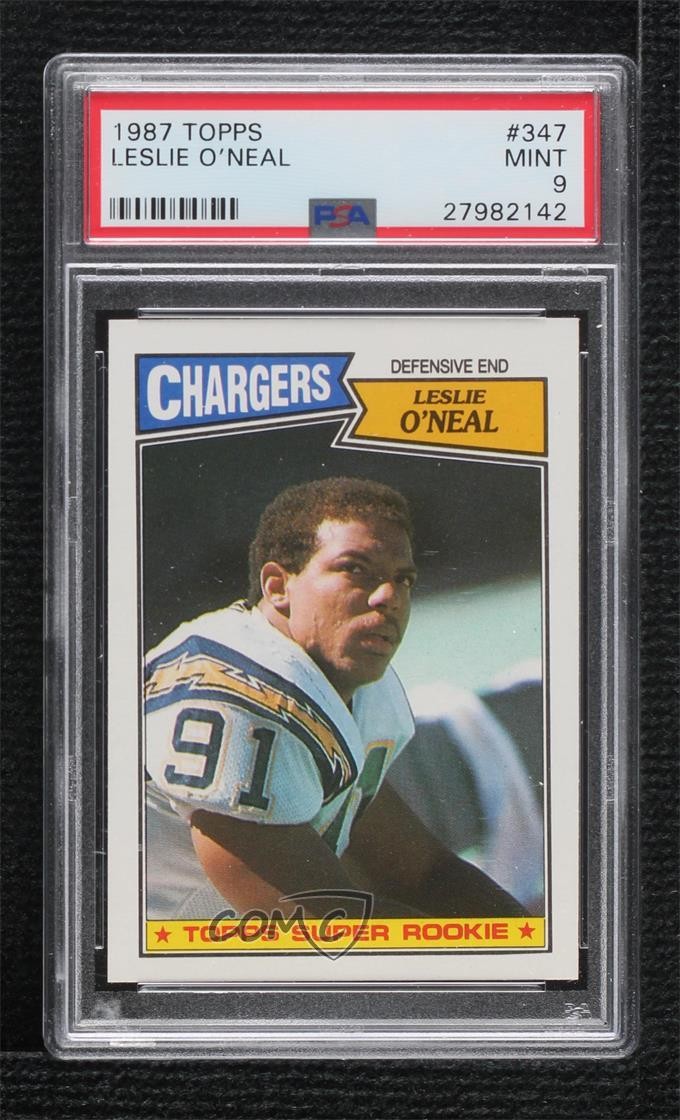 1987 TOPPS #347
LESLIE O'NEAL MINT
9
PSA 27982142
CHARGERS
DEFENSIVE END
LESLIE
O'NEAL
91
COMC
★ TOPPS SUPER ROOKIE ★